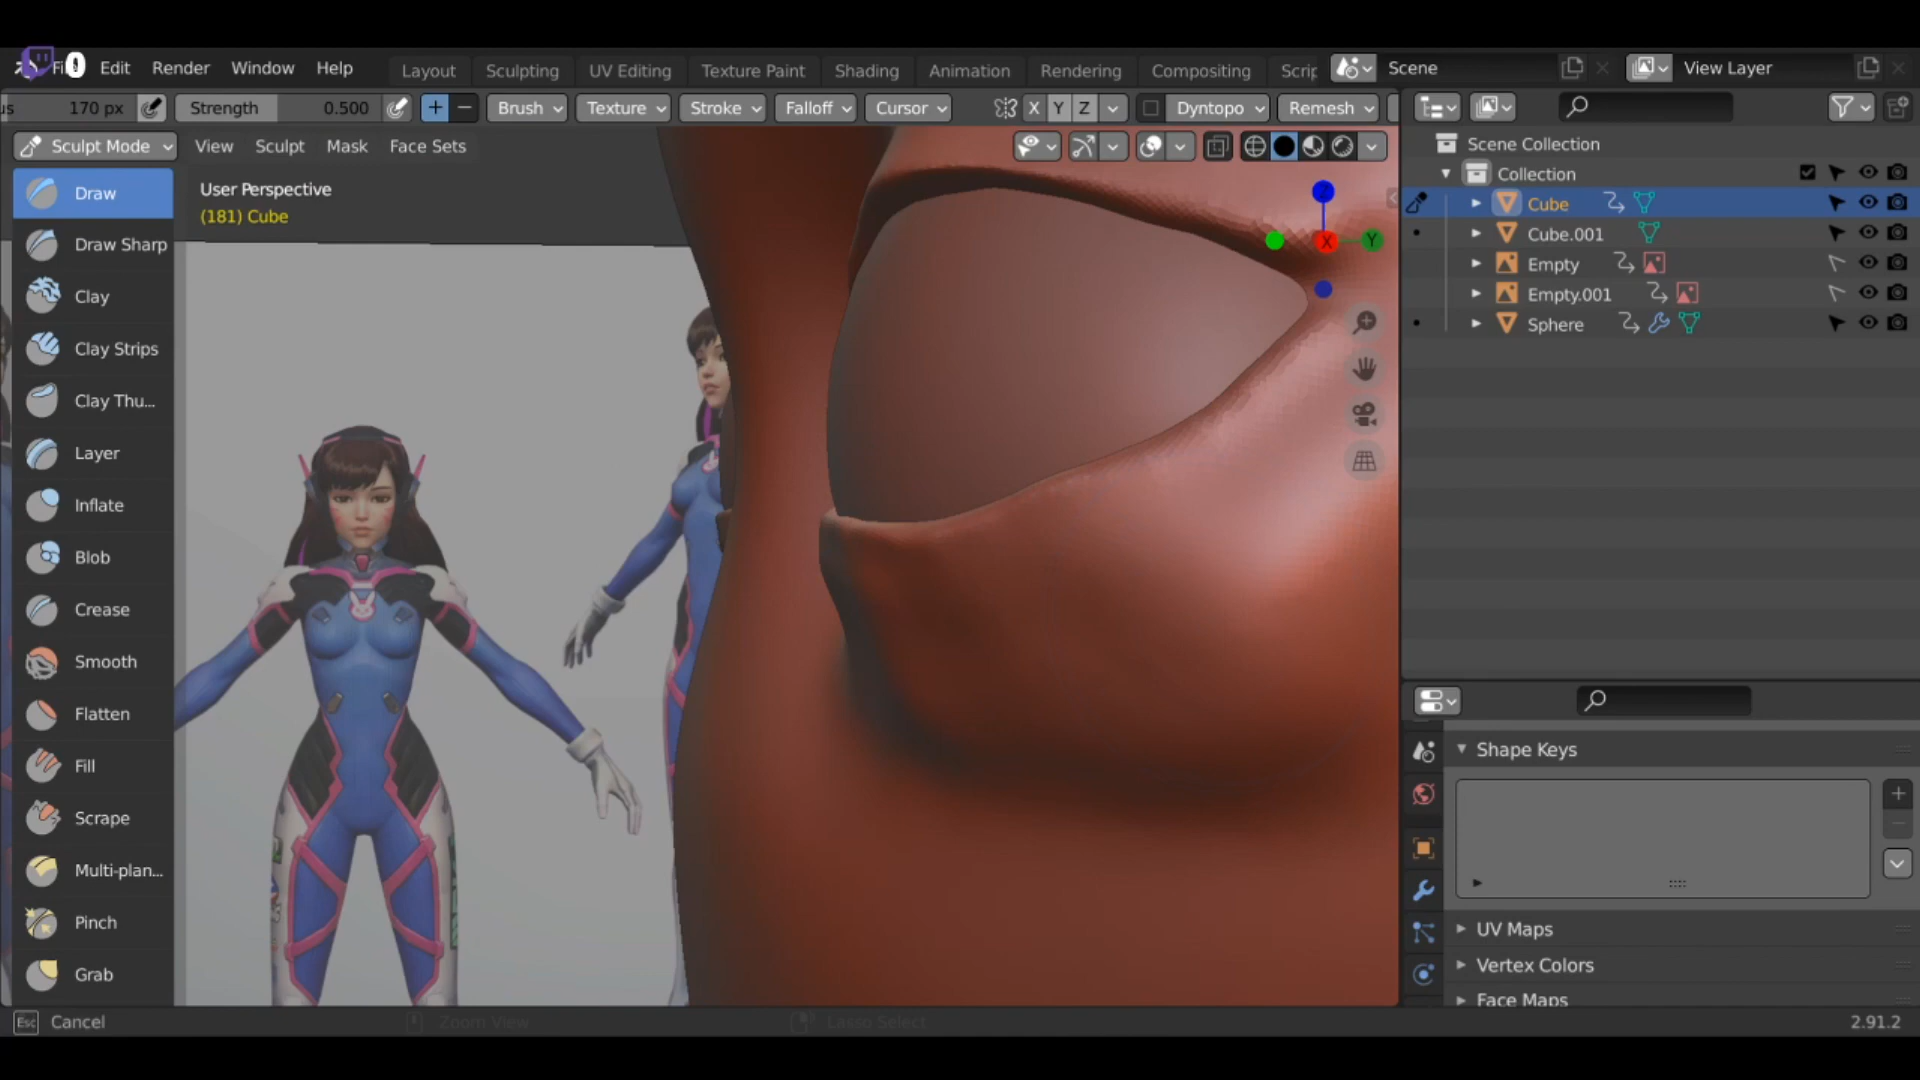 Edit Render Window Help Layout Sculpting UV Editing Texture Paint Shading Animation Rendering Compositing Scrip Scene View Layer
us 170 px Strength 0.500 + − Brush Texture Stroke Falloff Cursor X Y Z Dyntopo Remesh
Sculpt Mode View Sculpt Mask Face Sets
Scene Collection
Collection
Cube
Cube.001
Empty
Empty.001
Sphere
User Perspective
(181) Cube
Z
X
Y
Draw
Draw Sharp
Clay
Clay Strips
Clay Thu...
Layer
Inflate
Blob
Crease
Smooth
Flatten
Fill
Scrape
Multi-plan...
Pinch
Grab
Shape Keys
UV Maps
Vertex Colors
Face Maps
Esc Cancel Zoom View Lasso Select 2.91.2